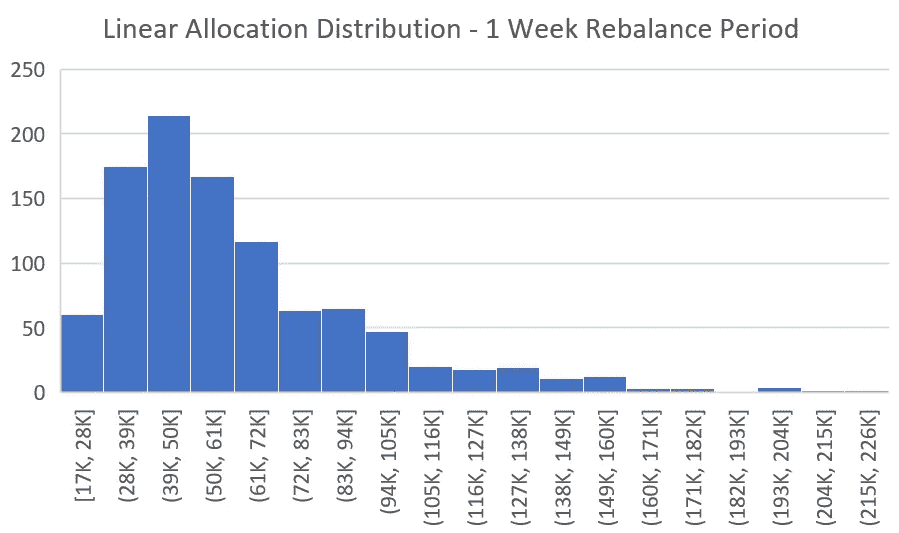 Linear Allocation Distribution - 1 Week Rebalance Period
250
200
150
100
50
0
[17K, 28K]
(28K, 39K]
(39K, 50K]
(50K, 61K]
(61K, 72K]
(72K, 83K]
(83K, 94K]
(94K, 105K]
(105K, 116K]
(116K, 127K]
(127K, 138K]
(138K, 149K]
(149K, 160K]
(160K, 171K]
(171K, 182K]
(182K, 193K]
(193K, 204K]
(204K, 215K]
(215K, 226K]